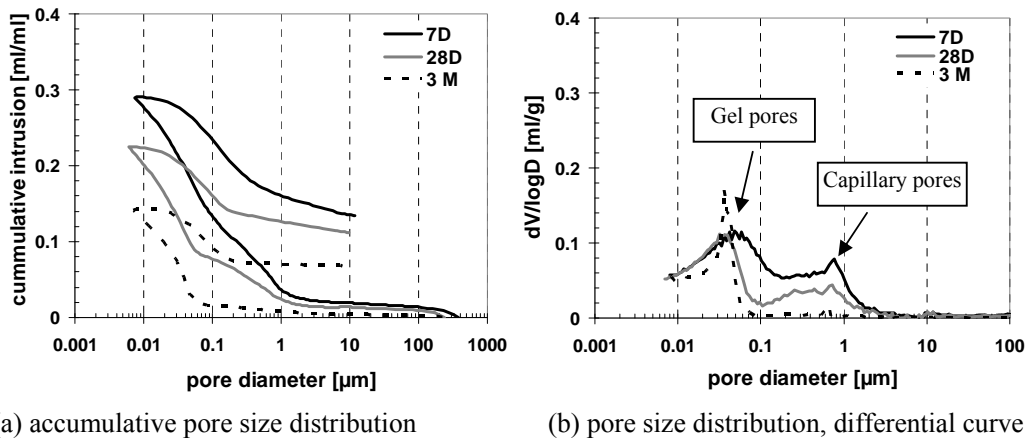 0.4
0.3
0.2
0.1
0
cummulative intrusion [ml/ml]
7D
28D
3 M
0.001 0.01 0.1 1 10 100 1000
pore diameter [µm]
0.4
0.3
0.2
0.1
0
dV/logD [ml/g]
7D
28D
3 M
Gel pores
Capillary pores
0.001 0.01 0.1 1 10 100
pore diameter [µm]
a) accumulative pore size distribution
(b) pore size distribution, differential curve